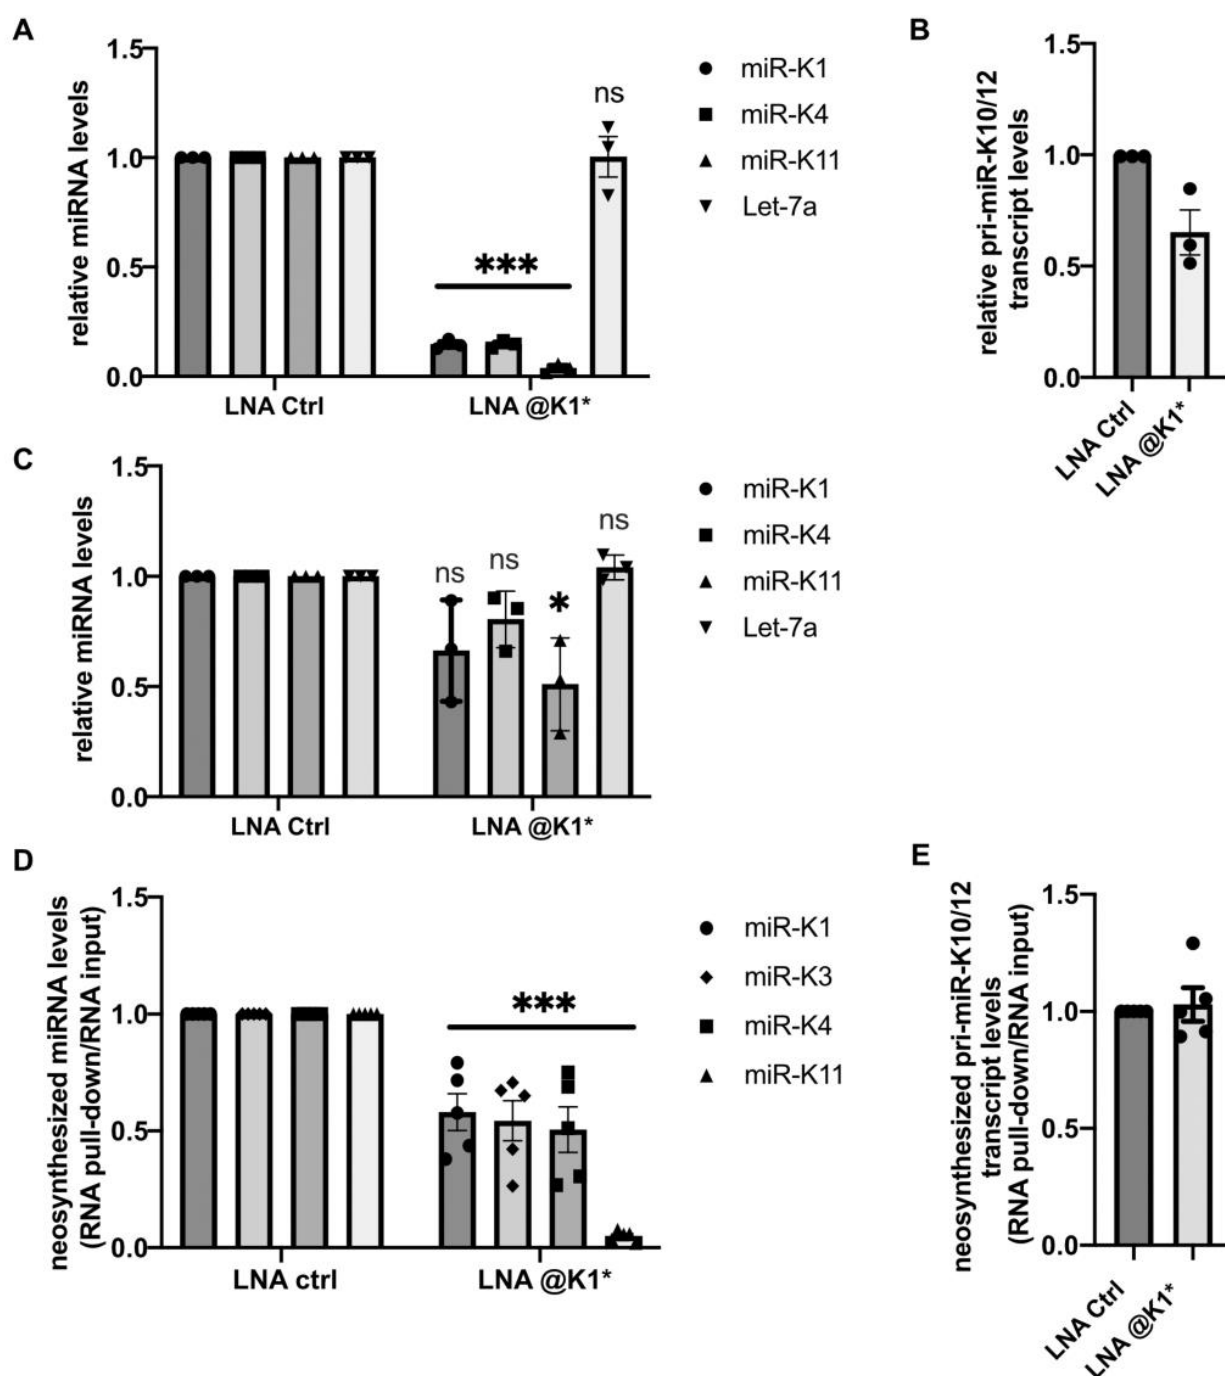 A
relative miRNA levels
1.5
1.0
0.5
0.0
***
ns
LNA Ctrl
LNA @K1*
miR-K1
miR-K4
miR-K11
Let-7a
B
relative pri-miR-K10/12
transcript levels
1.5
1.0
0.5
0.0
LNA Ctrl
LNA @K1*
C
relative miRNA levels
1.5
1.0
0.5
0.0
ns
ns
*
ns
LNA Ctrl
LNA @K1*
miR-K1
miR-K4
miR-K11
Let-7a
D
neosynthesized miRNA levels
(RNA pull-down/RNA input)
1.5
1.0
0.5
0.0
***
LNA ctrl
LNA @K1*
miR-K1
miR-K3
miR-K4
miR-K11
E
neosynthesized pri-miR-K10/12
transcript levels
(RNA pull-down/RNA input)
1.5
1.0
0.5
0.0
LNA Ctrl
LNA @K1*